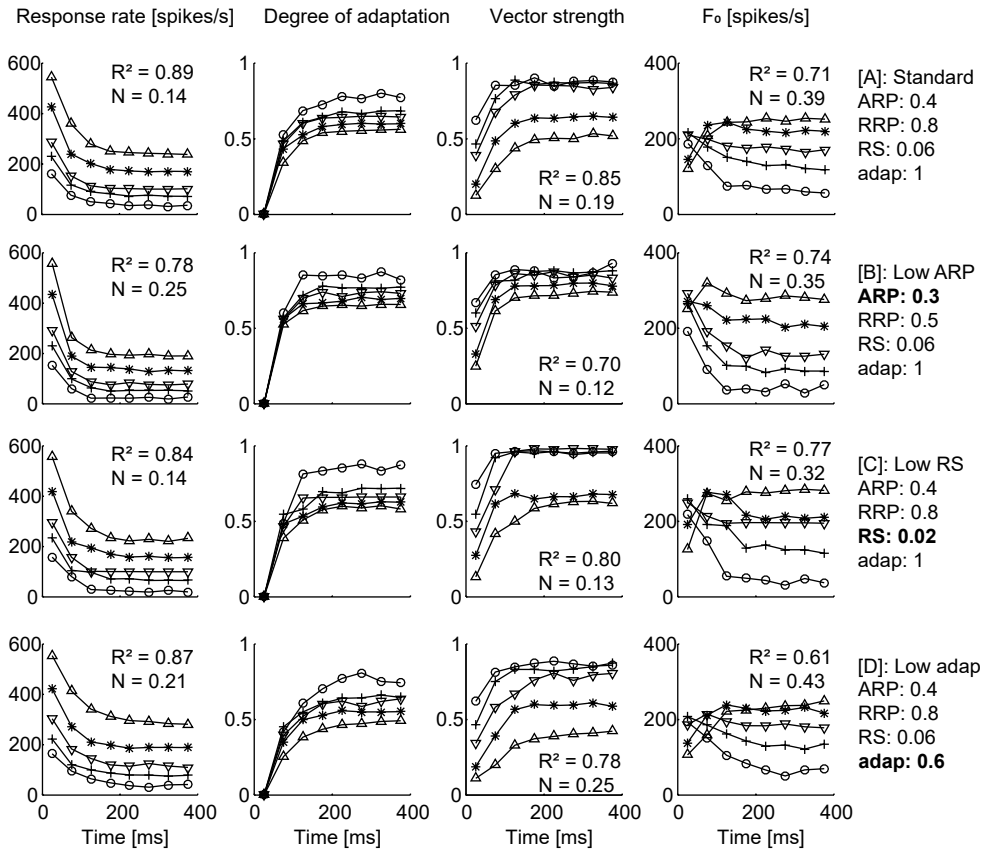 Response rate [spikes/s] Degree of adaptation Vector strength F₀ [spikes/s]
600 1 1 400
R² = 0.89 R² = 0.71 [A]: Standard
N = 0.14 N = 0.39 ARP: 0.4
400 RRP: 0.8
0.5 0.5 200 RS: 0.06
200 R² = 0.85 adap: 1
N = 0.19
0 0 0 0
600 1 1 400
R² = 0.78 R² = 0.74 [B]: Low ARP
N = 0.25 N = 0.35 ARP: 0.3
400 RRP: 0.5
0.5 0.5 200 RS: 0.06
200 R² = 0.70 adap: 1
N = 0.12
0 0 0 0
600 1 1 400
R² = 0.84 R² = 0.77 [C]: Low RS
N = 0.14 N = 0.32 ARP: 0.4
400 RRP: 0.8
0.5 0.5 200 RS: 0.02
200 R² = 0.80 adap: 1
N = 0.13
0 0 0 0
600 1 1 400
R² = 0.87 R² = 0.61 [D]: Low adap
N = 0.21 N = 0.43 ARP: 0.4
400 RRP: 0.8
0.5 0.5 200 RS: 0.06
200 R² = 0.78 adap: 0.6
N = 0.25
0 0 0 0
0 200 400 0 200 400 0 200 400 0 200 400
Time [ms] Time [ms] Time [ms] Time [ms]